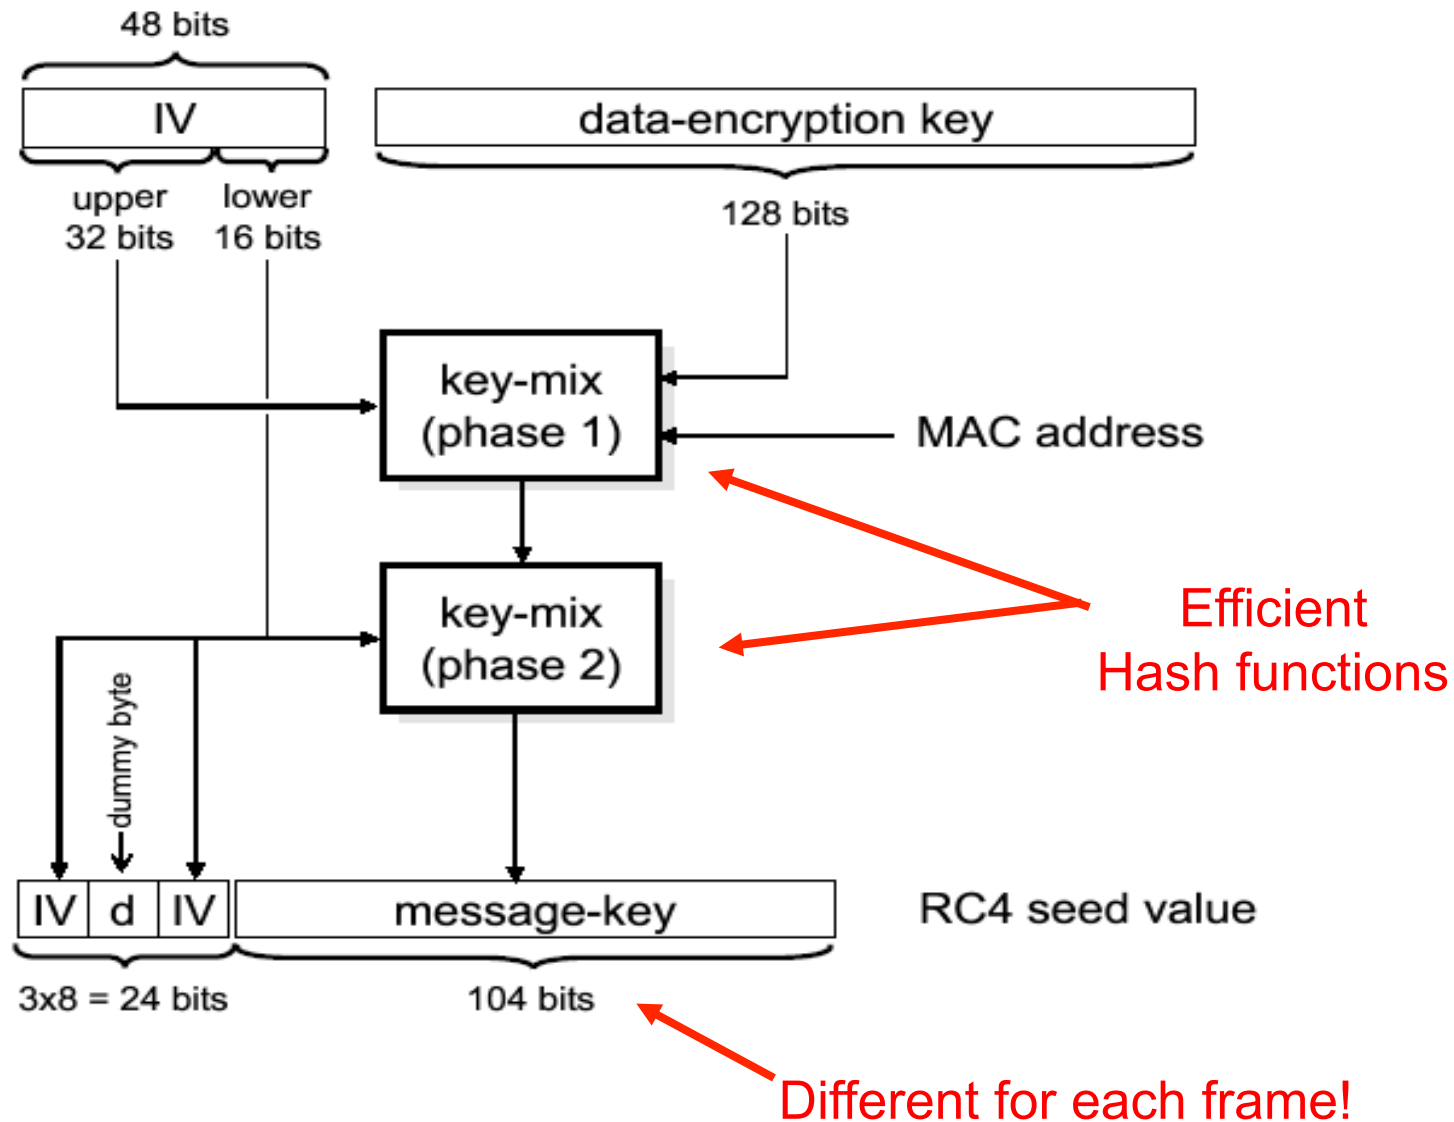 48 bits
IV
data-encryption key
upper
32 bits
lower
16 bits
128 bits
key-mix
(phase 1)
MAC address
key-mix
(phase 2)
Efficient
Hash functions
dummy byte
IV
d
IV
message-key
RC4 seed value
3x8 = 24 bits
104 bits
Different for each frame!